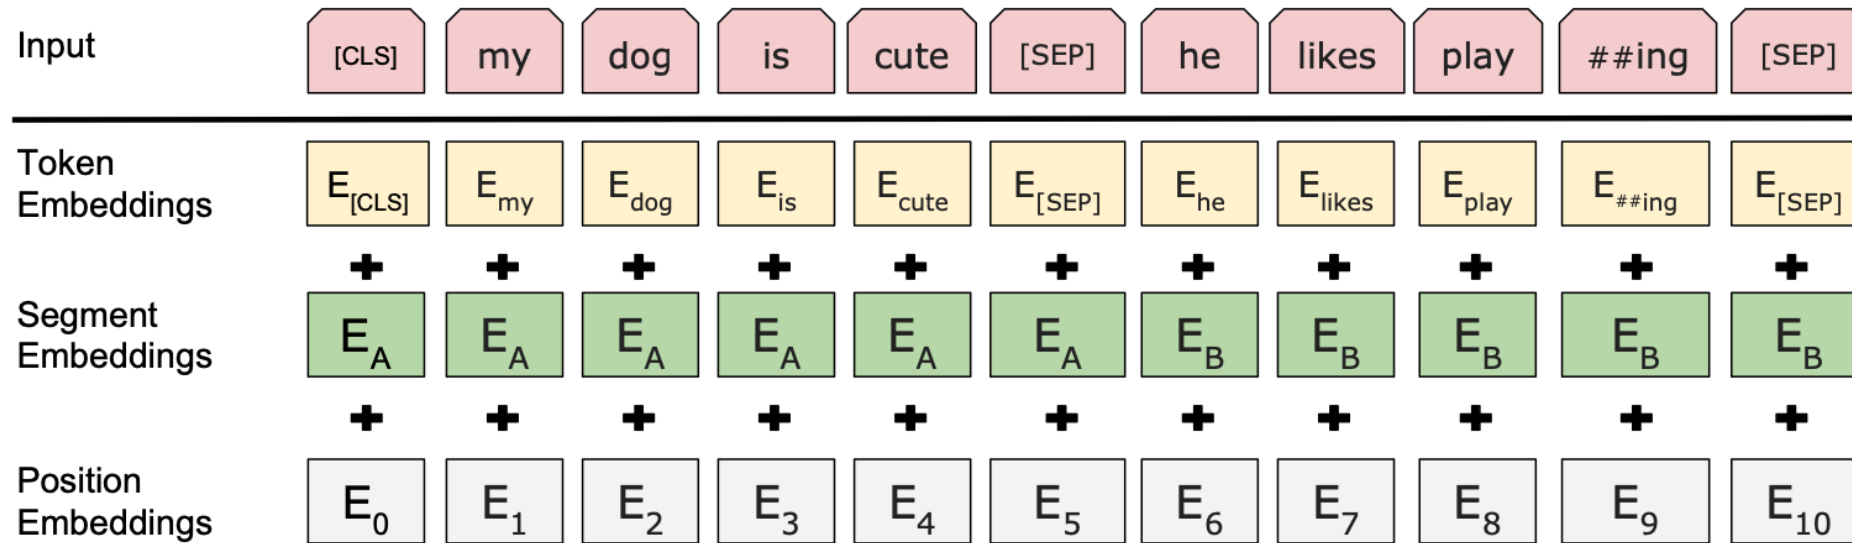 Input [CLS] my dog is cute [SEP] he likes play ##ing [SEP]
Token Embeddings E[CLS] Emy Edog Eis Ecute E[SEP] Ehe Elikes Eplay E##ing E[SEP]
+ + + + + + + + + + +
Segment Embeddings EA EA EA EA EA EA EB EB EB EB EB
+ + + + + + + + + + +
Position Embeddings E0 E1 E2 E3 E4 E5 E6 E7 E8 E9 E10